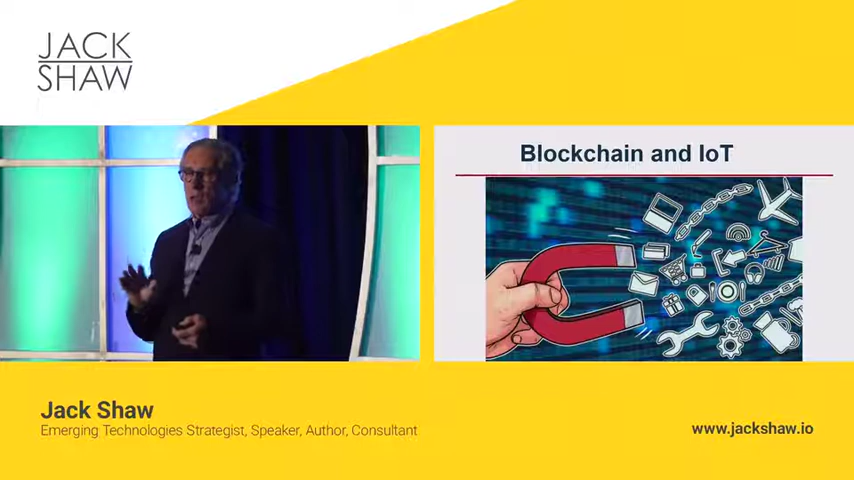 JACK
SHAW
Blockchain and IoT
Jack Shaw
Emerging Technologies Strategist, Speaker, Author, Consultant
www.jackshaw.io